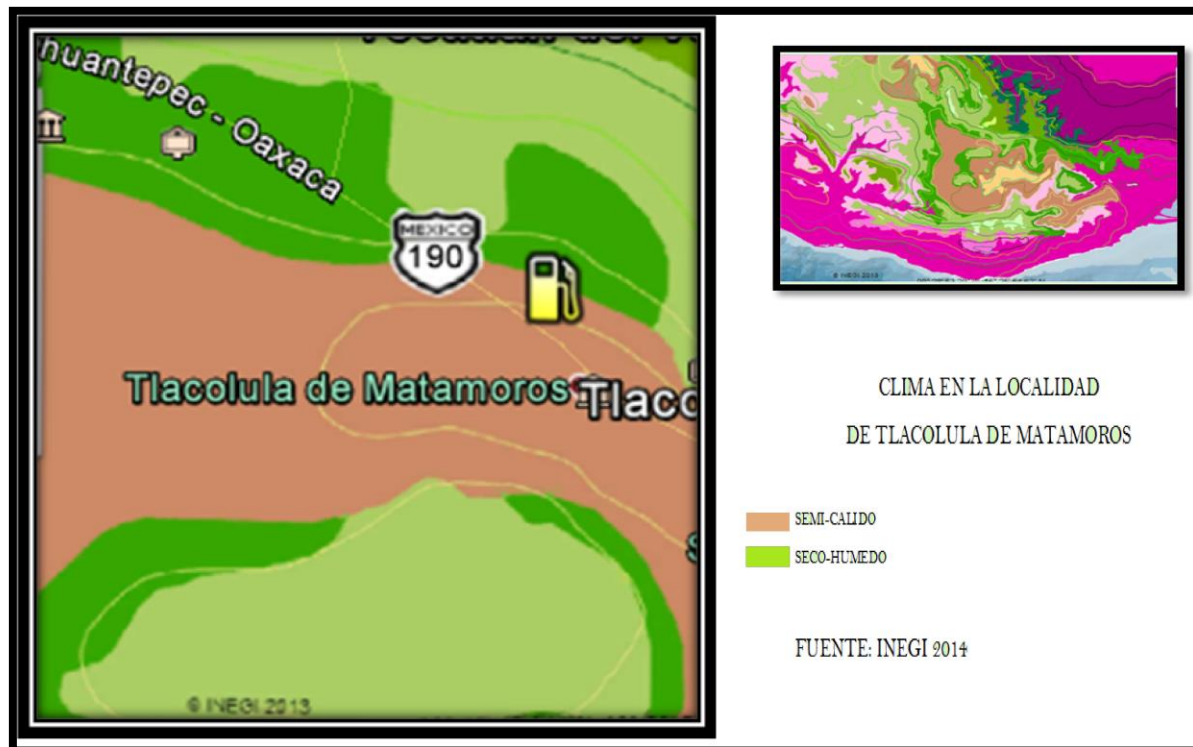 huantepec - Oaxaca
MEXICO
190
Tlacolula de Matamoros
Tlaco
S
© INEGI 2013
© INEGI 2013
CLIMA EN LA LOCALIDAD
DE TLACOLULA DE MATAMOROS
SEMI-CALIDO
SECO-HUMEDO
FUENTE: INEGI 2014